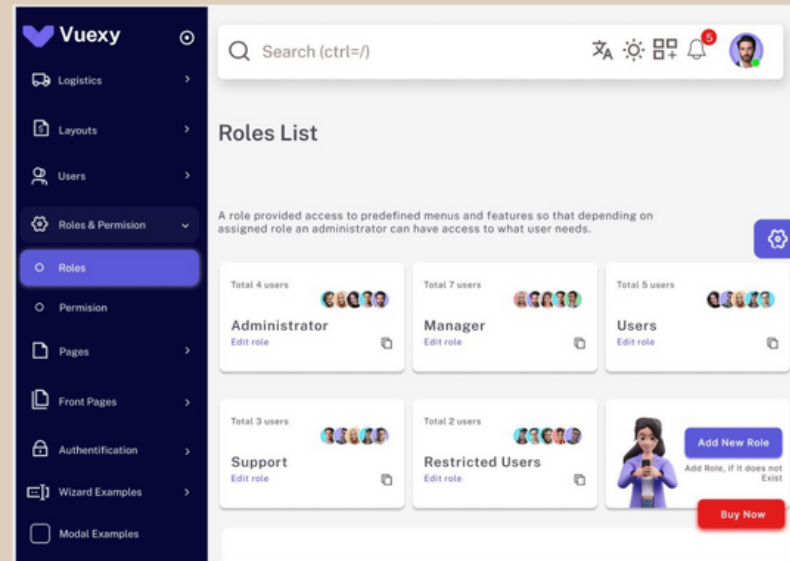 Vuexy
Logistics
Layouts
Users
Roles & Permision
Roles
Permision
Pages
Front Pages
Authentification
Wizard Examples
Modal Examples
Search (ctrl=/)
5
Roles List
A role provided access to predefined menus and features so that depending on
assigned role an administrator can have access to what user needs.
Total 4 users
Administrator
Edit role
Total 7 users
Manager
Edit role
Total 5 users
Users
Edit role
Total 3 users
Support
Edit role
Total 2 users
Restricted Users
Edit role
Add New Role
Add Role, if it does not
Exist
Buy Now